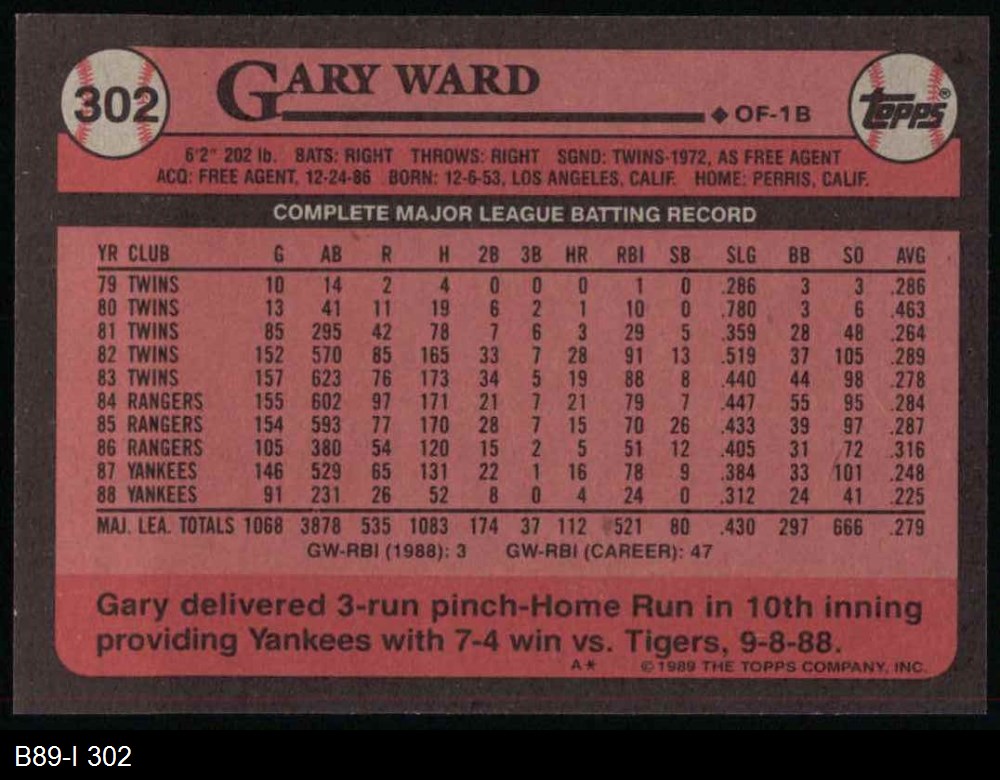 302
GARY WARD
◆ OF-1B
topps®
6'2" 202 lb. BATS: RIGHT THROWS: RIGHT SGND: TWINS-1972, AS FREE AGENT
ACQ: FREE AGENT, 12-24-86 BORN: 12-6-53, LOS ANGELES, CALIF. HOME: PERRIS, CALIF.
COMPLETE MAJOR LEAGUE BATTING RECORD
YR CLUB G AB R H 2B 3B HR RBI SB SLG BB SO AVG
79 TWINS 10 14 2 4 0 0 0 1 0 .286 3 3 .286
80 TWINS 13 41 11 19 6 2 1 10 0 .780 3 6 .463
81 TWINS 85 295 42 78 7 6 3 29 5 .359 28 48 .264
82 TWINS 152 570 85 165 33 7 28 91 13 .519 37 105 .289
83 TWINS 157 623 76 173 34 5 19 88 8 .440 44 98 .278
84 RANGERS 155 602 97 171 21 7 21 79 7 .447 55 95 .284
85 RANGERS 154 593 77 170 28 7 15 70 26 .433 39 97 .287
86 RANGERS 105 380 54 120 15 2 5 51 12 .405 31 72 .316
87 YANKEES 146 529 65 131 22 1 16 78 9 .384 33 101 .248
88 YANKEES 91 231 26 52 8 0 4 24 0 .312 24 41 .225
MAJ. LEA. TOTALS 1068 3878 535 1083 174 37 112 521 80 .430 297 666 .279
GW-RBI (1988): 3 GW-RBI (CAREER): 47
Gary delivered 3-run pinch-Home Run in 10th inning
providing Yankees with 7-4 win vs. Tigers, 9-8-88.
A* © 1989 THE TOPPS COMPANY, INC.
B89-I 302